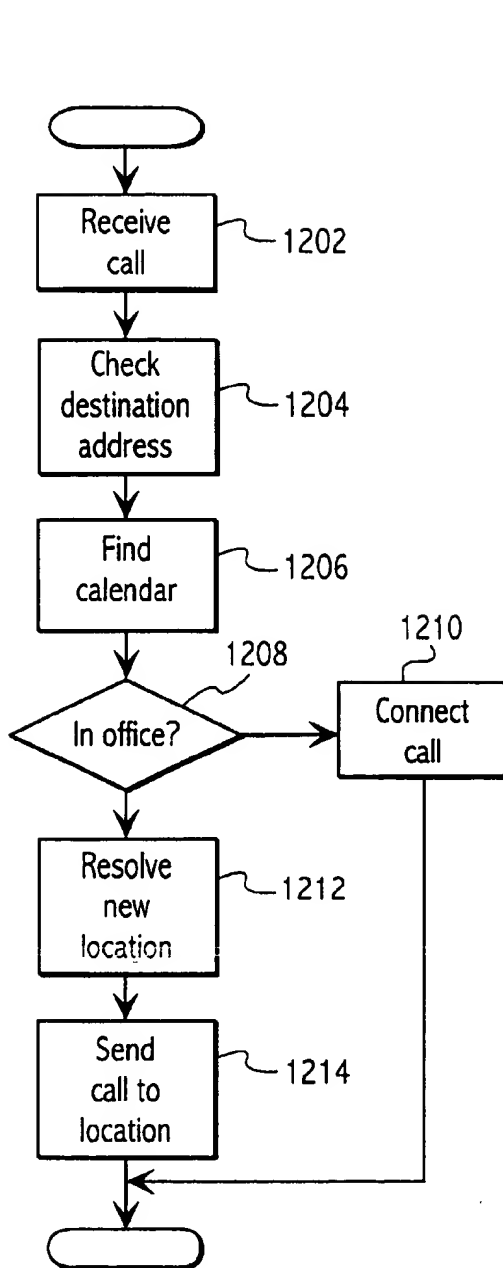 Receive
call
1202
Check
destination
address
1204
Find
calendar
1206
1208
In office?
1210
Connect
call
Resolve
new
location
1212
Send
call to
location
1214